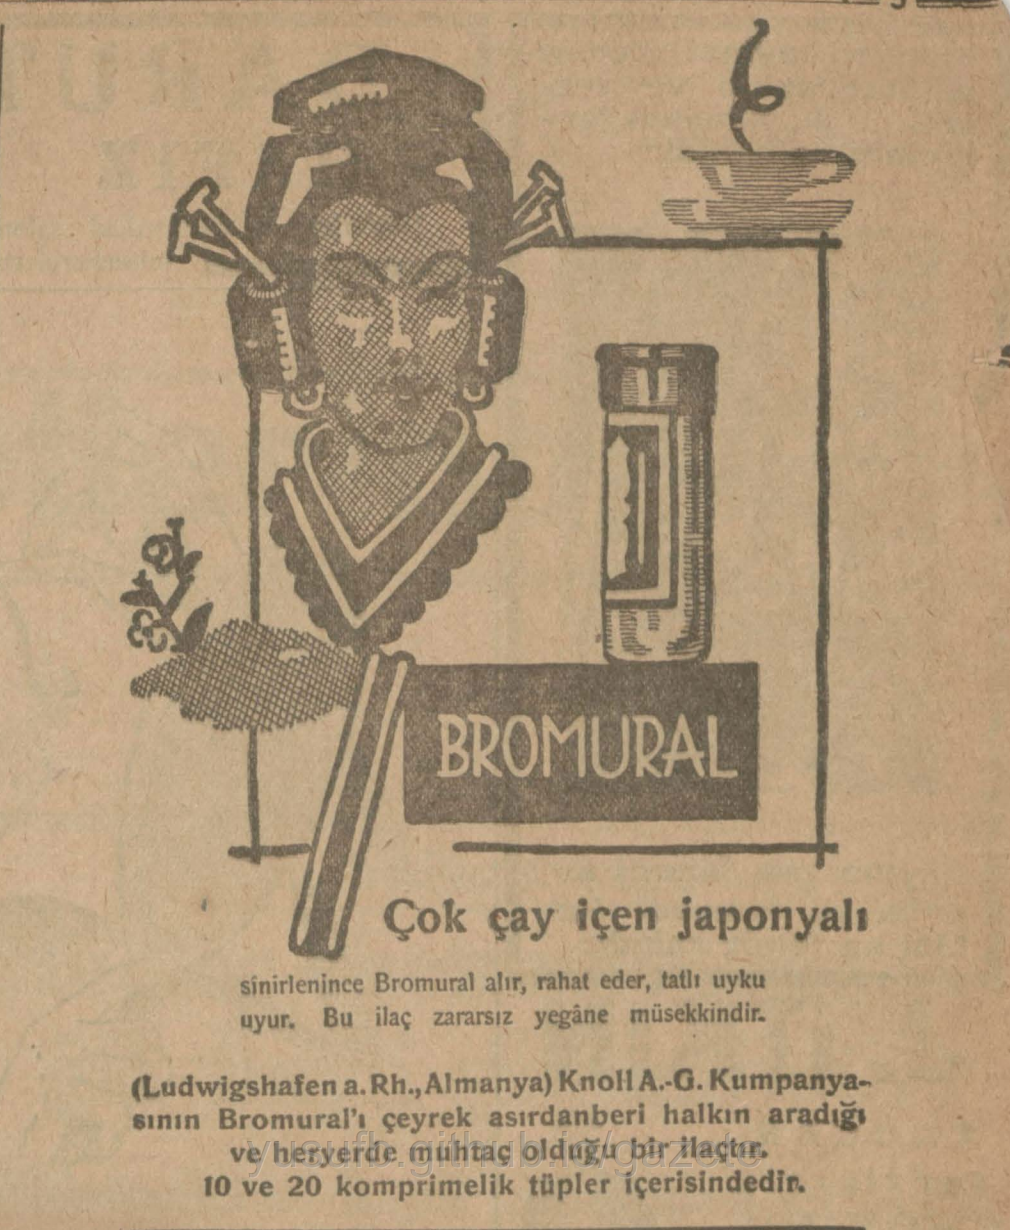 BROMURAL
Çok çay içen japonyalı
sinirlenince Bromural alır, rahat eder, tatlı uyku
uyur. Bu ilaç zararsız yegâne müsekkindir.
(Ludwigshafen a. Rh., Almanya) Knoll A.-G. Kumpanya-
sının Bromural'ı çeyrek asırdanberi halkın aradığı
ve heryerde muhtaç olduğu bir ilaçtır.
yusufb.github.io/gazete
10 ve 20 komprimelik tüpler içerisindedir.